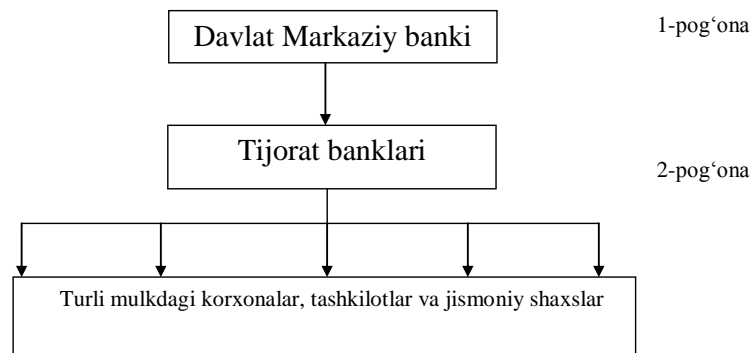 Davlat Markaziy banki
1-pog‘ona
Tijorat banklari
2-pog‘ona
Turli mulkdagi korxonalar, tashkilotlar va jismoniy shaxslar